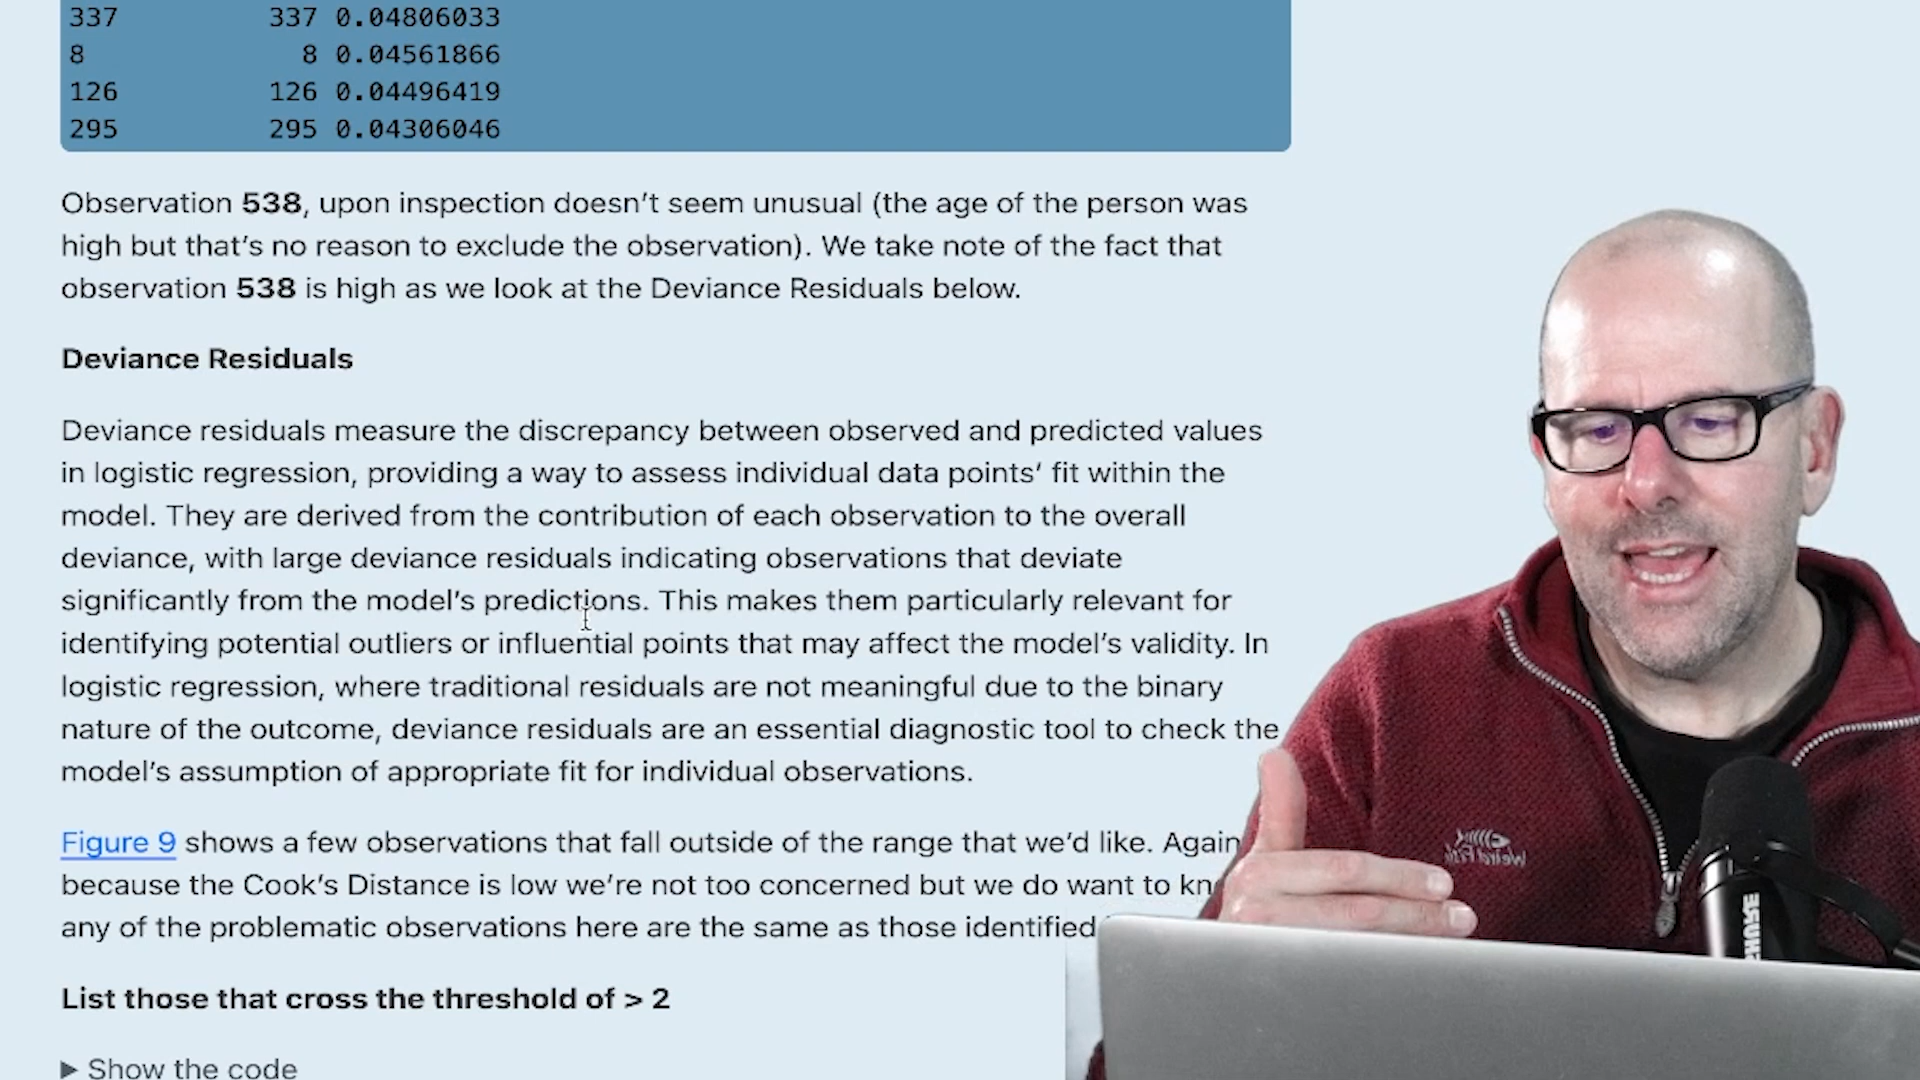 337 337 0.04806033
8 8 0.04561866
126 126 0.04496419
295 295 0.04306046
Observation 538, upon inspection doesn't seem unusual (the age of the person was
high but that's no reason to exclude the observation). We take note of the fact that
observation 538 is high as we look at the Deviance Residuals below.
Deviance Residuals
Deviance residuals measure the discrepancy between observed and predicted values
in logistic regression, providing a way to assess individual data points' fit within the
model. They are derived from the contribution of each observation to the overall
deviance, with large deviance residuals indicating observations that deviate
significantly from the model's predictions. This makes them particularly relevant for
identifying potential outliers or influential points that may affect the model's validity. In
logistic regression, where traditional residuals are not meaningful due to the binary
nature of the outcome, deviance residuals are an essential diagnostic tool to check the
model's assumption of appropriate fit for individual observations.
Figure 9 shows a few observations that fall outside of the range that we'd like. Again
because the Cook's Distance is low we're not too concerned but we do want to kn
any of the problematic observations here are the same as those identified
List those that cross the threshold of > 2
▶ Show the code
Weird Fish
SHURE